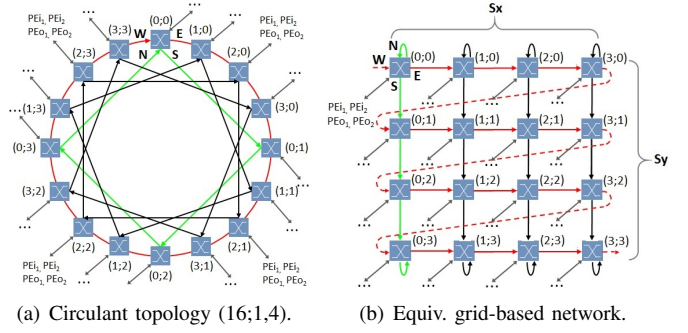 Sx
...
(0;0)
...
PEi1, PEi2
PEo1, PEo2
(3;3)
W
E
(1;0)
PEi1, PEi2
PEo1, PEo2
N
S
(2;3)
(2;0)
...
...
(1;3)
(3;0)
...
...
(0;3)
(0;1)
(3;2)
(1;1)
...
...
(2;2)
(2;1)
PEi1, PEi2
PEo1, PEo2
(1;2)
(0;2)
(3;1)
PEi1, PEi2
PEo1, PEo2
...
...
...
N
W
(0;0)
E
(1;0)
(2;0)
(3;0)
S
PEi1, PEi2
PEo1, PEo2
...
...
...
(0;1)
(1;1)
(2;1)
(3;1)
...
...
...
...
Sy
(0;2)
(1;2)
(2;2)
(3;2)
...
...
...
...
(0;3)
(1;3)
(2;3)
(3;3)
...
...
...
...
(a) Circulant topology (16;1,4).
(b) Equiv. grid-based network.